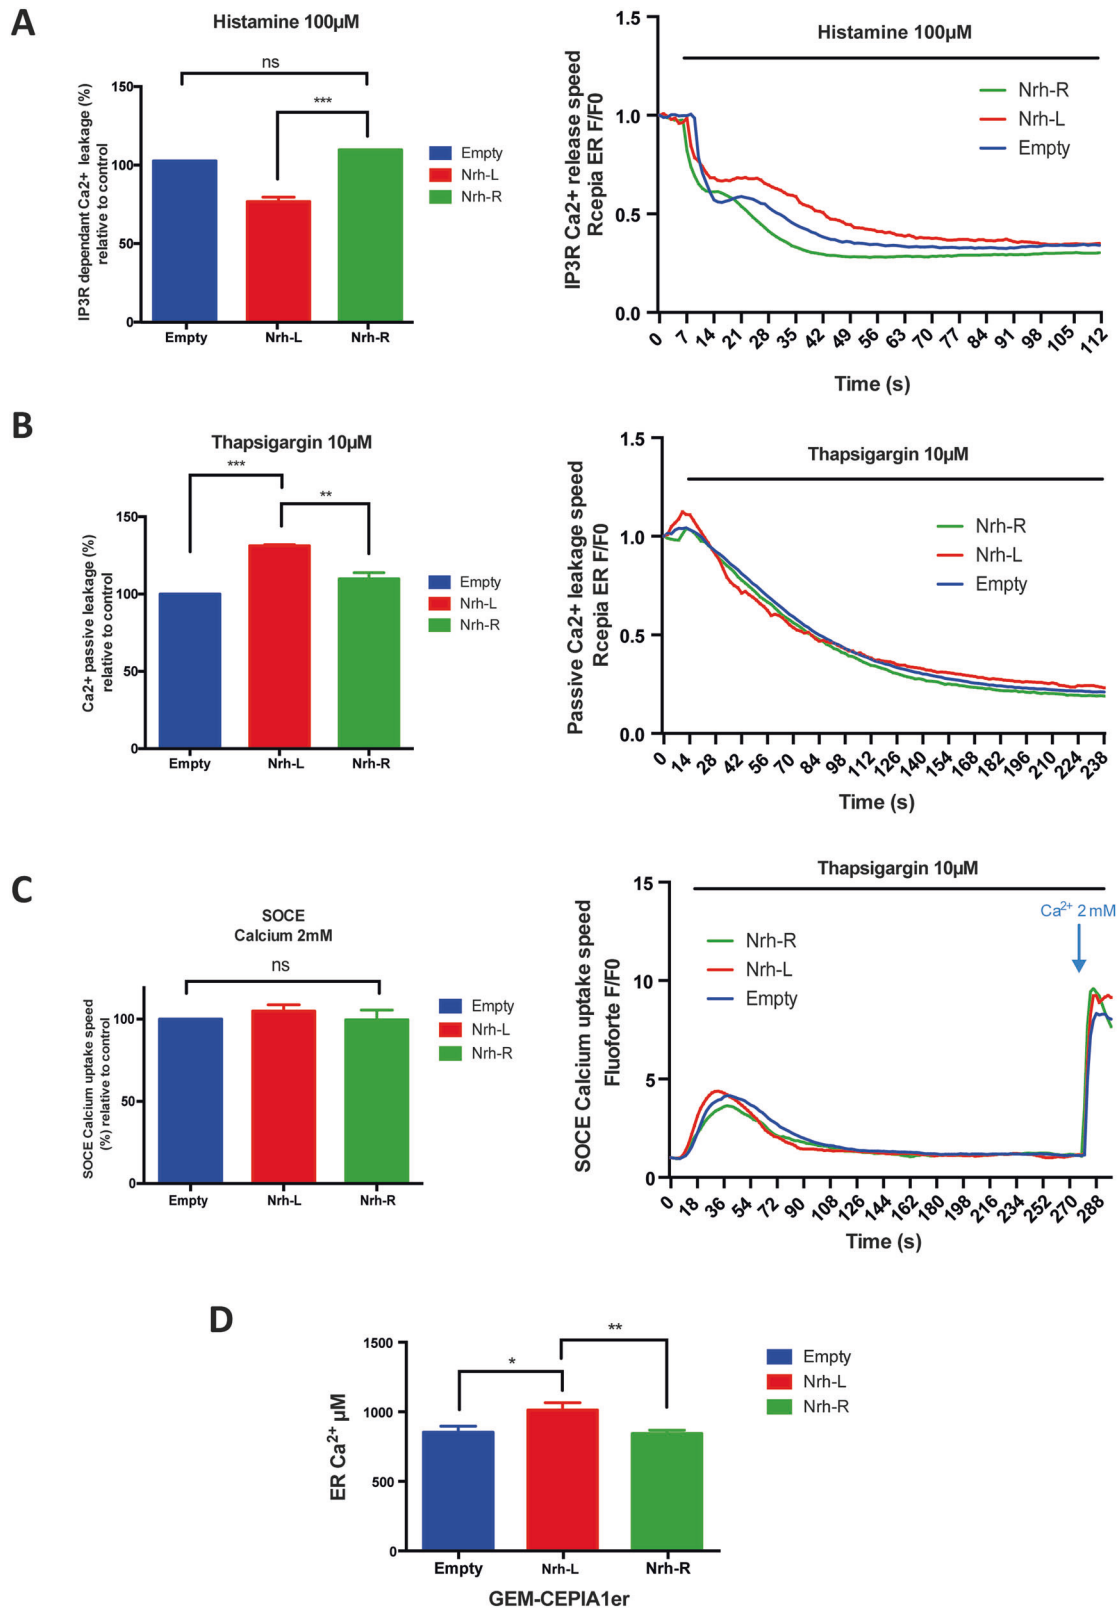 A
Histamine 100µM
ns
***
IP3R dependant Ca2+ leakage (%)
relative to control
150
100
50
0
Empty
Nrh-L
Nrh-R
Empty
Nrh-L
Nrh-R
Histamine 100µM
IP3R Ca2+ release speed
Rcepia ER F/F0
1.5
1.0
0.5
0.0
Nrh-R
Nrh-L
Empty
0 7 14 21 28 35 42 49 56 63 70 77 84 91 98 105 112
Time (s)
B
Thapsigargin 10µM
***
**
Ca2+ passive leakage (%)
relative to control
150
100
50
0
Empty
Nrh-L
Nrh-R
Empty
Nrh-L
Nrh-R
Thapsigargin 10µM
Passive Ca2+ leakage speed
Rcepia ER F/F0
1.5
1.0
0.5
0.0
Nrh-R
Nrh-L
Empty
0 14 28 42 56 70 84 98 112 126 140 154 168 182 196 210 224 238
Time (s)
C
SOCE
Calcium 2mM
ns
SOCE Calcium uptake speed
(%) relative to control
100
50
0
Empty
Nrh-L
Nrh-R
Empty
Nrh-L
Nrh-R
Thapsigargin 10µM
Ca2+ 2 mM
SOCE Calcium uptake speed
Fluoforte F/F0
15
10
5
0
Nrh-R
Nrh-L
Empty
0 18 36 54 72 90 108 126 144 162 180 198 216 234 252 270 288
Time (s)
D
*
**
ER Ca2+ µM
1500
1000
500
0
Empty
Nrh-L
Nrh-R
Empty
Nrh-L
Nrh-R
GEM-CEPIA1er